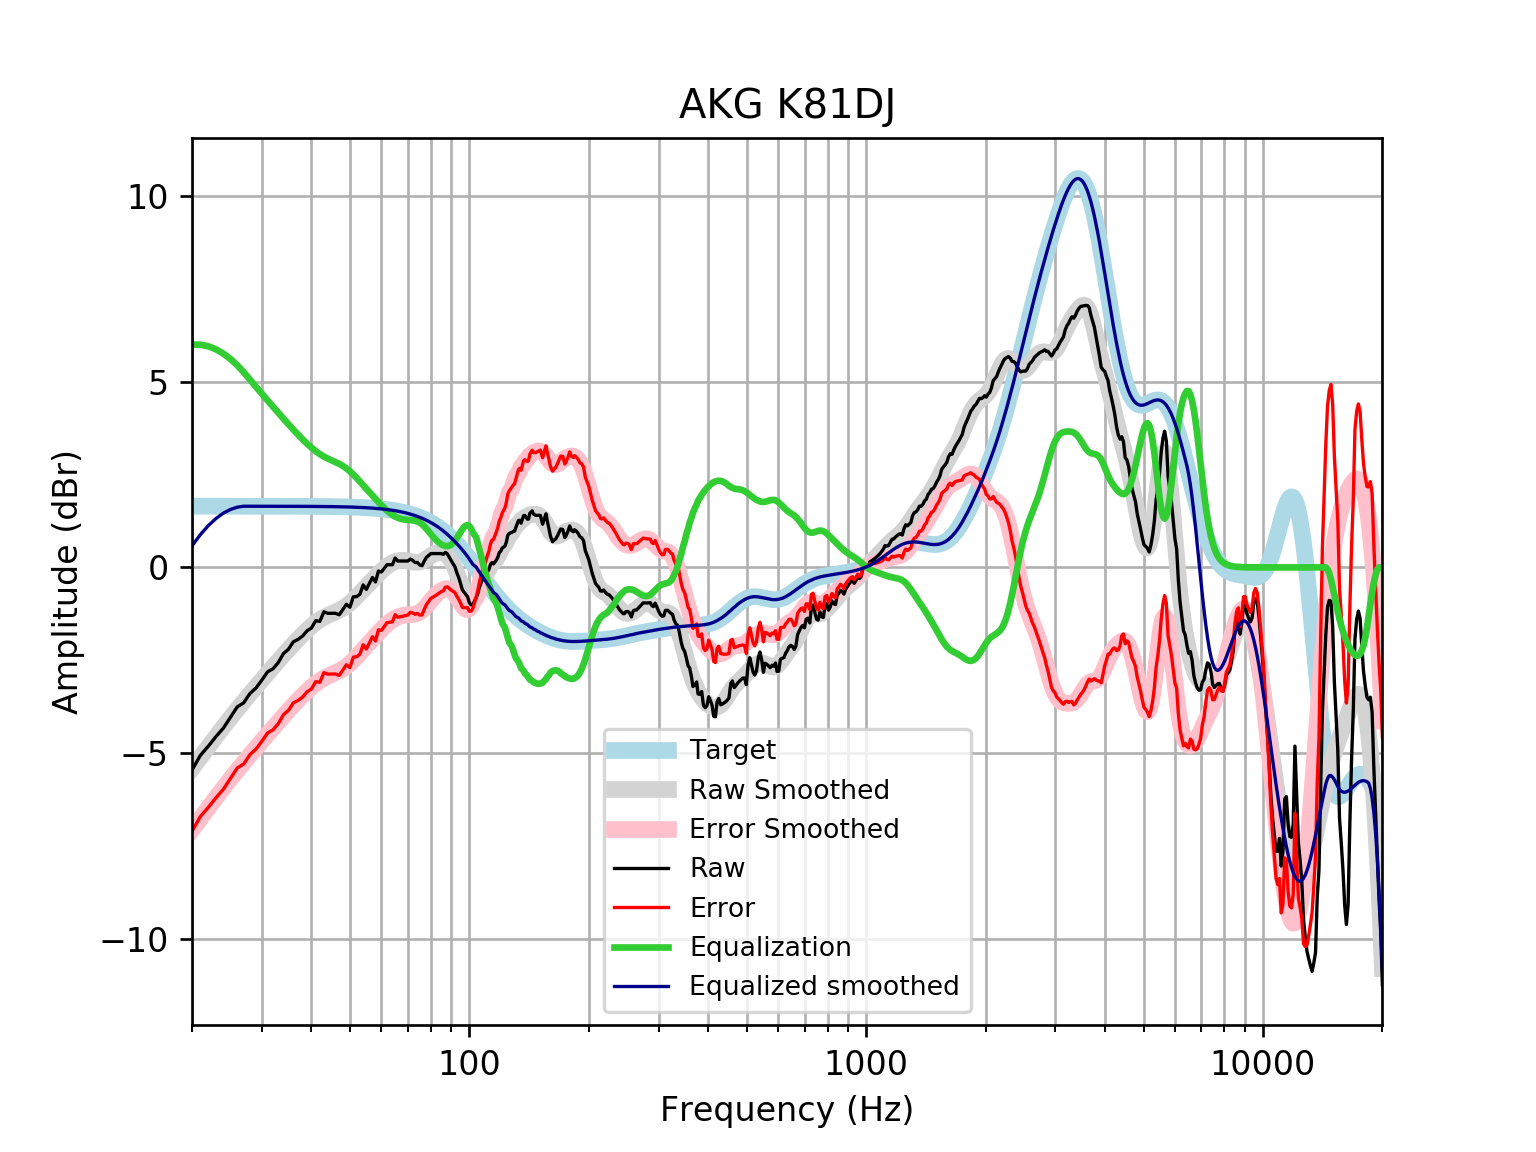 AKG K81DJ
10
5
0
−5
−10
Amplitude (dBr)
Target
Raw Smoothed
Error Smoothed
Raw
Error
Equalization
Equalized smoothed
100 1000 10000
Frequency (Hz)